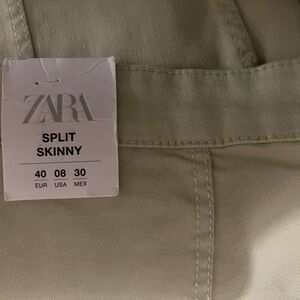 ZARA
SPLIT
SKINNY
40 08 30
EUR USA MEX